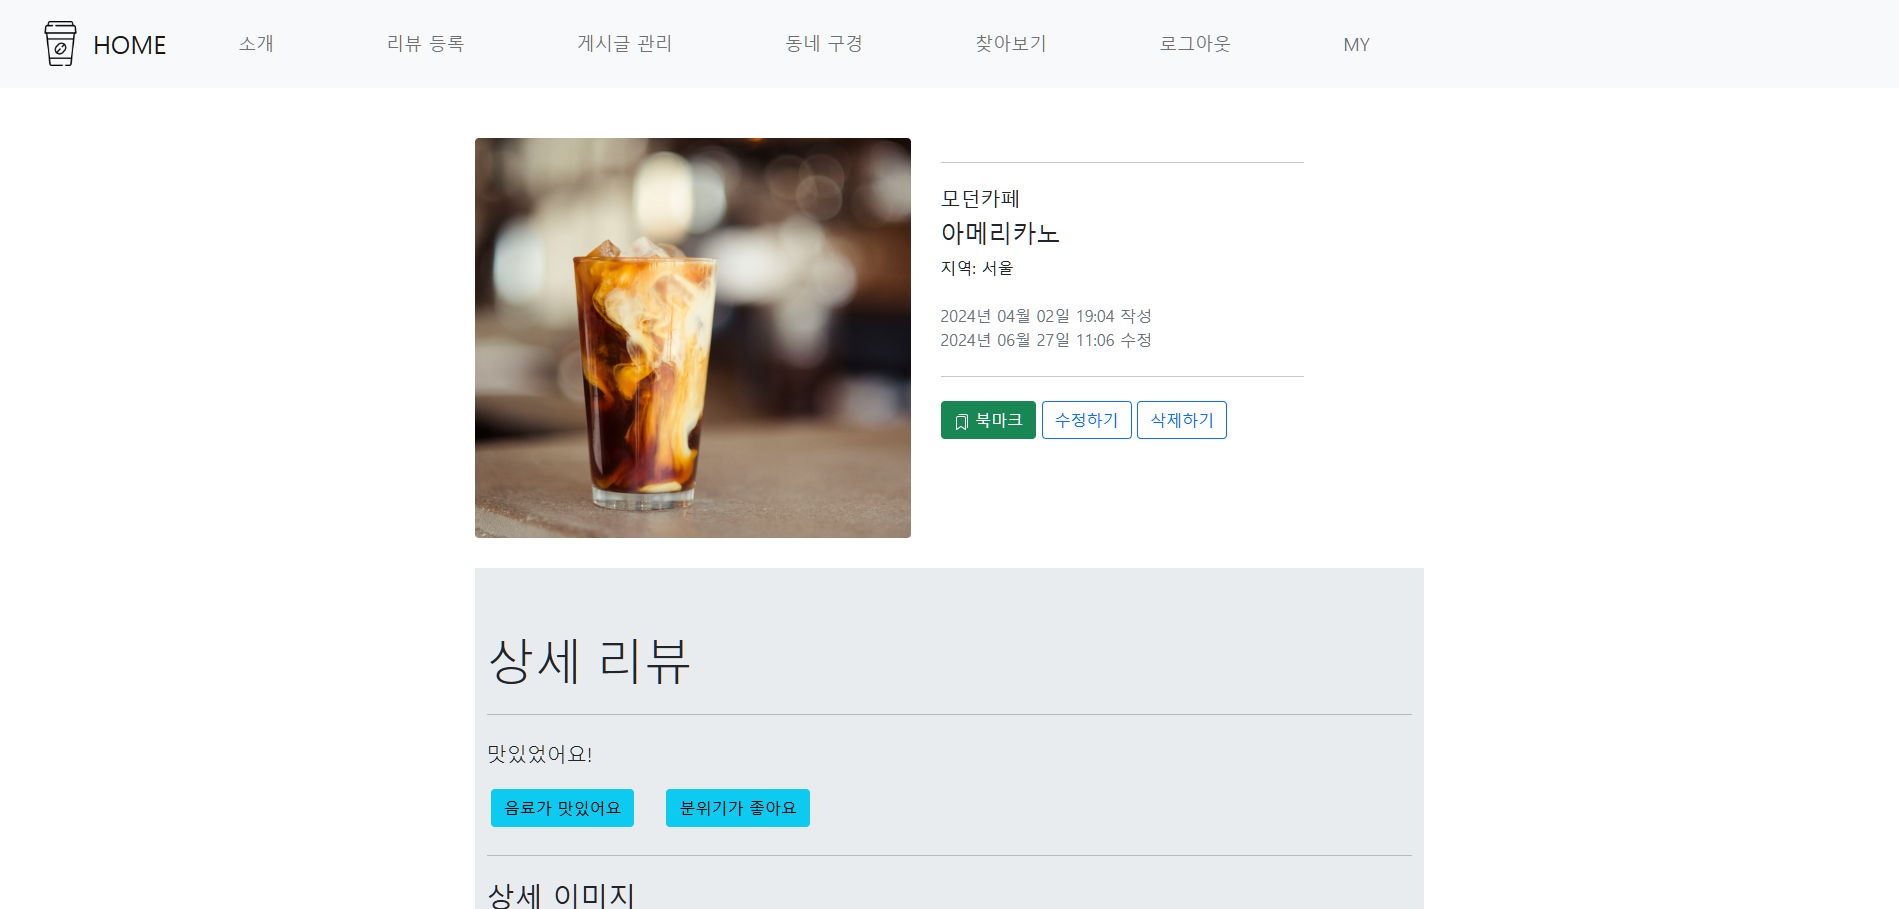 HOME 소개 리뷰 등록 게시글 관리 동네 구경 찾아보기 로그아웃 MY
모던카페
아메리카노
지역: 서울
2024년 04월 02일 19:04 작성
2024년 06월 27일 11:06 수정
북마크 수정하기 삭제하기
상세 리뷰
맛있었어요!
음료가 맛있어요 분위기가 좋아요
상세 이미지